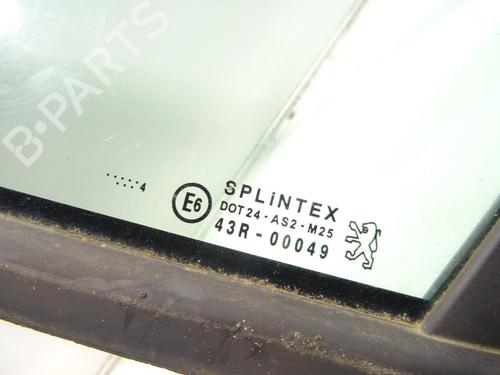 B-PARTS
SPLiNTEX
E6
DOT24-AS2-M25
43R-00049
..... 4